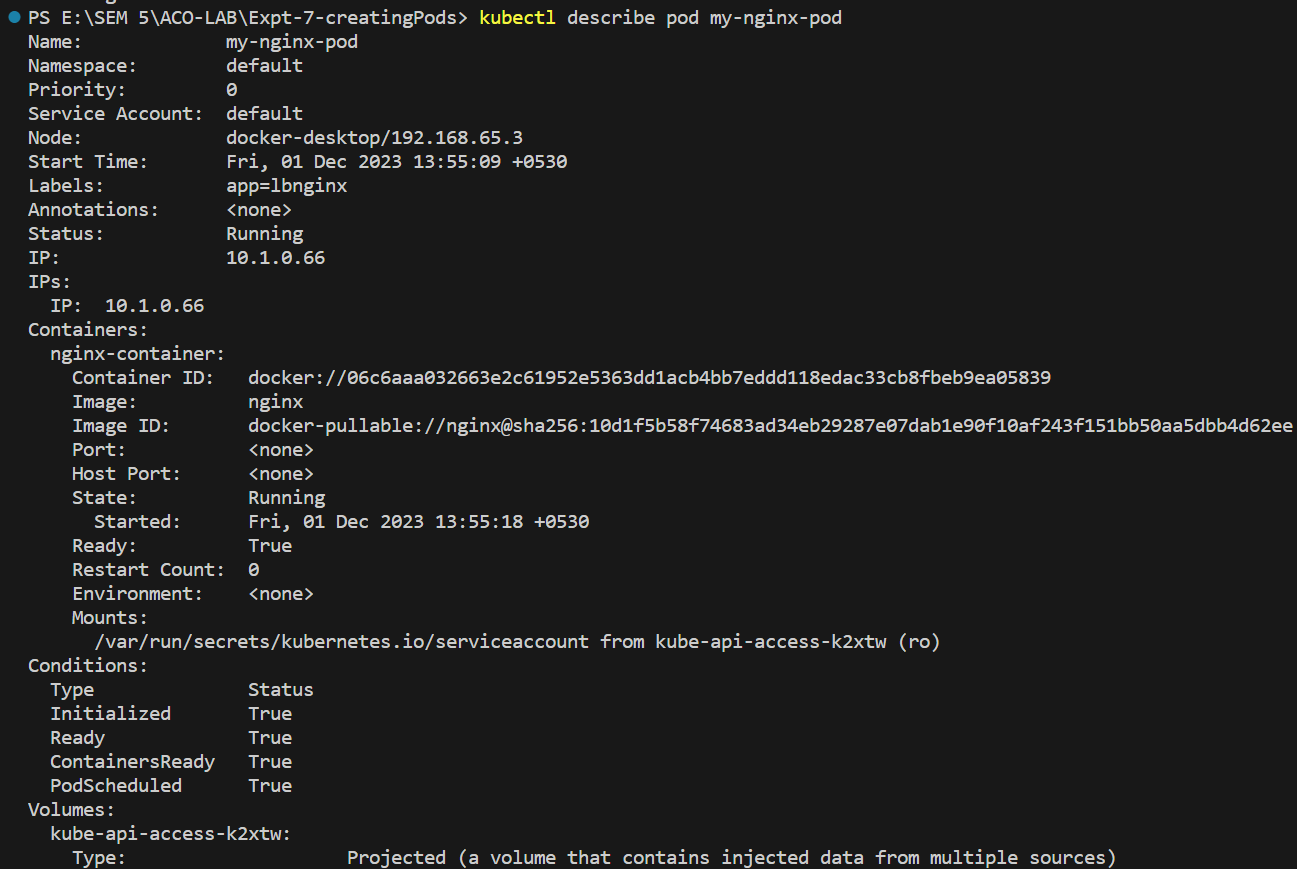 PS E:\SEM 5\ACO-LAB\Expt-7-creatingPods> kubectl describe pod my-nginx-pod
Name:             my-nginx-pod
Namespace:        default
Priority:         0
Service Account:  default
Node:             docker-desktop/192.168.65.3
Start Time:       Fri, 01 Dec 2023 13:55:09 +0530
Labels:           app=lbnginx
Annotations:      <none>
Status:           Running
IP:               10.1.0.66
IPs:
  IP:  10.1.0.66
Containers:
  nginx-container:
    Container ID:   docker://06c6aaa032663e2c61952e5363dd1acb4bb7eddd118edac33cb8fbeb9ea05839
    Image:          nginx
    Image ID:       docker-pullable://nginx@sha256:10d1f5b58f74683ad34eb29287e07dab1e90f10af243f151bb50aa5dbb4d62ee
    Port:           <none>
    Host Port:      <none>
    State:          Running
      Started:      Fri, 01 Dec 2023 13:55:18 +0530
    Ready:          True
    Restart Count:  0
    Environment:    <none>
    Mounts:
      /var/run/secrets/kubernetes.io/serviceaccount from kube-api-access-k2xtw (ro)
Conditions:
  Type              Status
  Initialized       True
  Ready             True
  ContainersReady   True
  PodScheduled      True
Volumes:
  kube-api-access-k2xtw:
    Type:                    Projected (a volume that contains injected data from multiple sources)